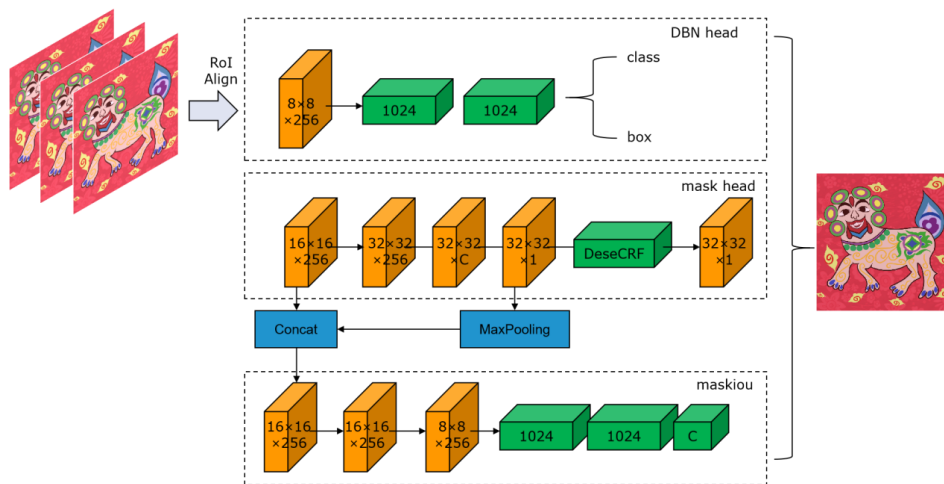 RoI
Align
DBN head
8×8
×256
1024
1024
class
box
mask head
16×16
×256
32×32
×256
32×32
×C
32×32
×1
DeseCRF
32×32
×1
Concat
MaxPooling
maskiou
16×16
×256
16×16
×256
8×8
×256
1024
1024
C